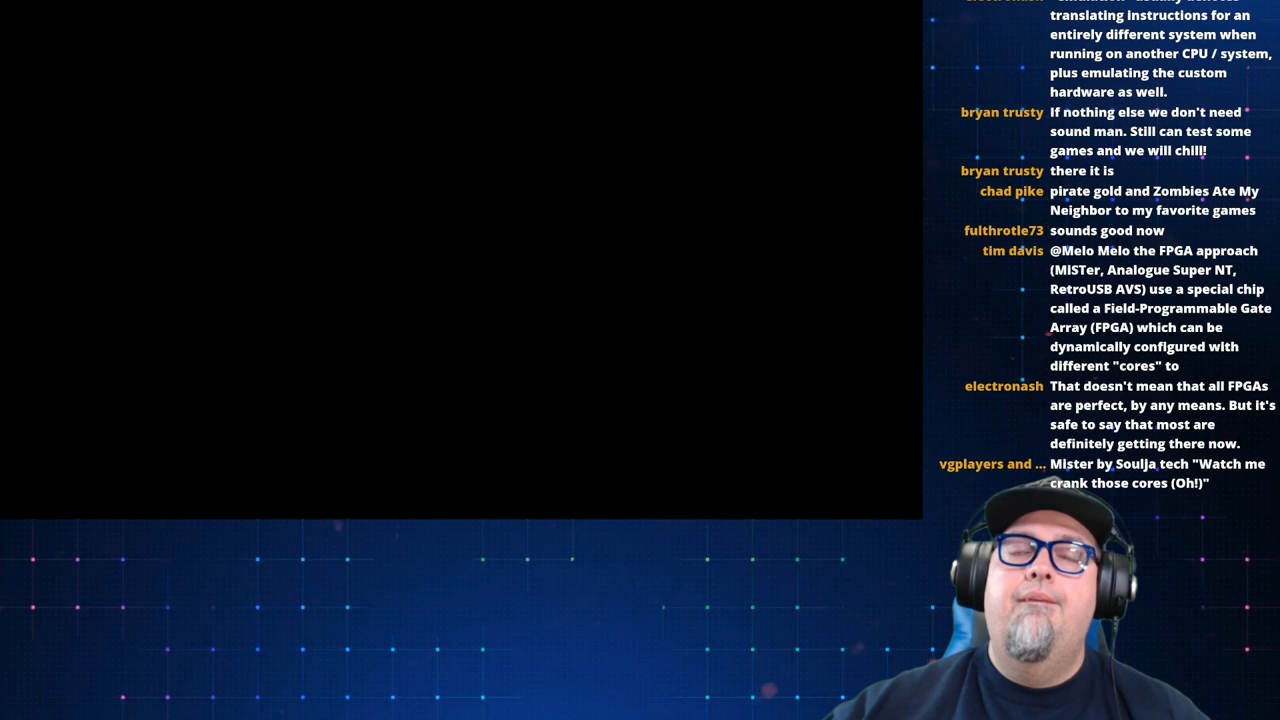 translating instructions for an
entirely different system when
running on another CPU / system,
plus emulating the custom
hardware as well.
bryan trusty If nothing else we don't need
sound man. Still can test some
games and we will chill!
bryan trusty there it is
chad pike pirate gold and Zombies Ate My
Neighbor to my favorite games
fulthrotle73 sounds good now
tim davis @Melo Melo the FPGA approach
(MISTer, Analogue Super NT,
RetroUSB AVS) use a special chip
called a Field-Programmable Gate
Array (FPGA) which can be
dynamically configured with
different "cores" to
electronash That doesn't mean that all FPGAs
are perfect, by any means. But it's
safe to say that most are
definitely getting there now.
vgplayers and ... Mister by Soulja tech "Watch me
crank those cores (Oh!)"